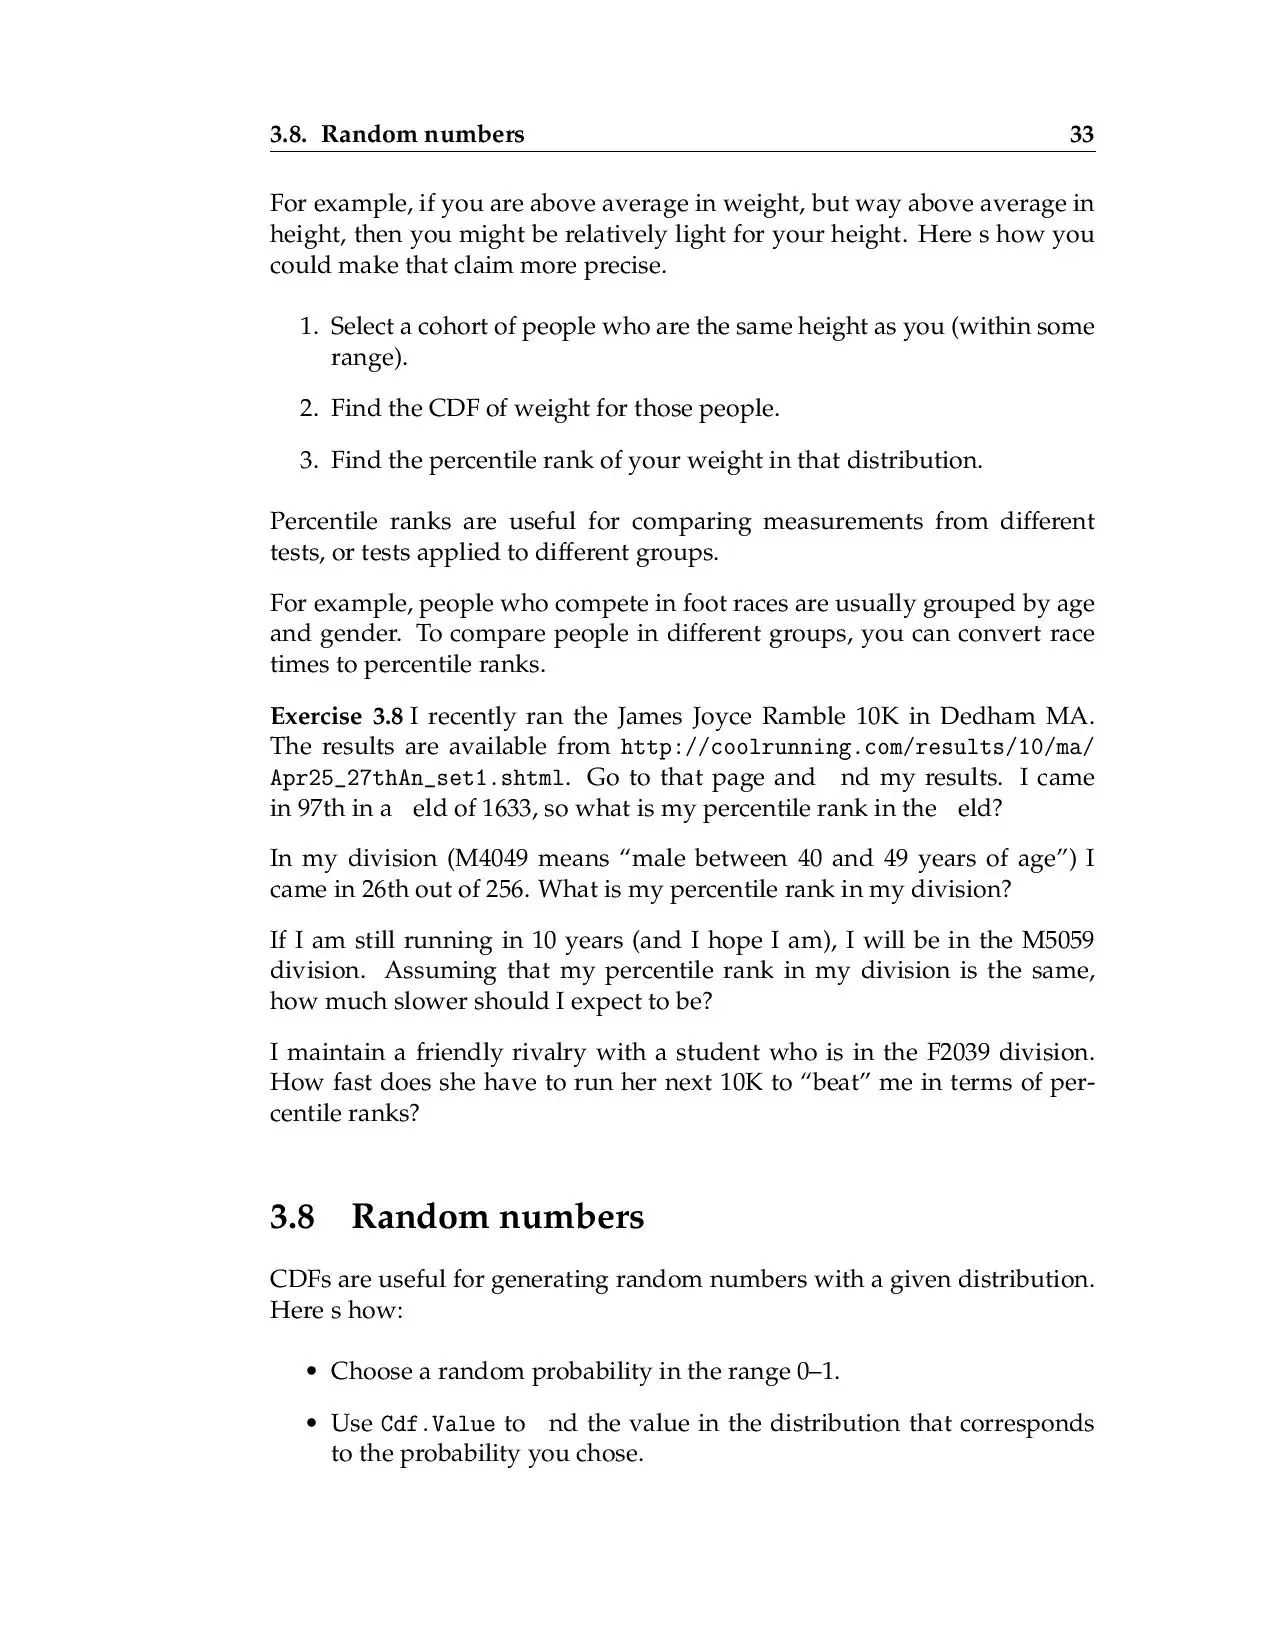 3.8. Random numbers 33
For example, if you are above average in weight, but way above average in
height, then you might be relatively light for your height. Here s how you
could make that claim more precise.
1. Select a cohort of people who are the same height as you (within some
range).
2. Find the CDF of weight for those people.
3. Find the percentile rank of your weight in that distribution.
Percentile ranks are useful for comparing measurements from different
tests, or tests applied to different groups.
For example, people who compete in foot races are usually grouped by age
and gender. To compare people in different groups, you can convert race
times to percentile ranks.
Exercise 3.8 I recently ran the James Joyce Ramble 10K in Dedham MA.
The results are available from http://coolrunning.com/results/10/ma/
Apr25_27thAn_set1.shtml. Go to that page and nd my results. I came
in 97th in a eld of 1633, so what is my percentile rank in the eld?
In my division (M4049 means “male between 40 and 49 years of age”) I
came in 26th out of 256. What is my percentile rank in my division?
If I am still running in 10 years (and I hope I am), I will be in the M5059
division. Assuming that my percentile rank in my division is the same,
how much slower should I expect to be?
I maintain a friendly rivalry with a student who is in the F2039 division.
How fast does she have to run her next 10K to “beat” me in terms of per-
centile ranks?
3.8 Random numbers
CDFs are useful for generating random numbers with a given distribution.
Here s how:
• Choose a random probability in the range 0–1.
• Use Cdf.Value to nd the value in the distribution that corresponds
to the probability you chose.